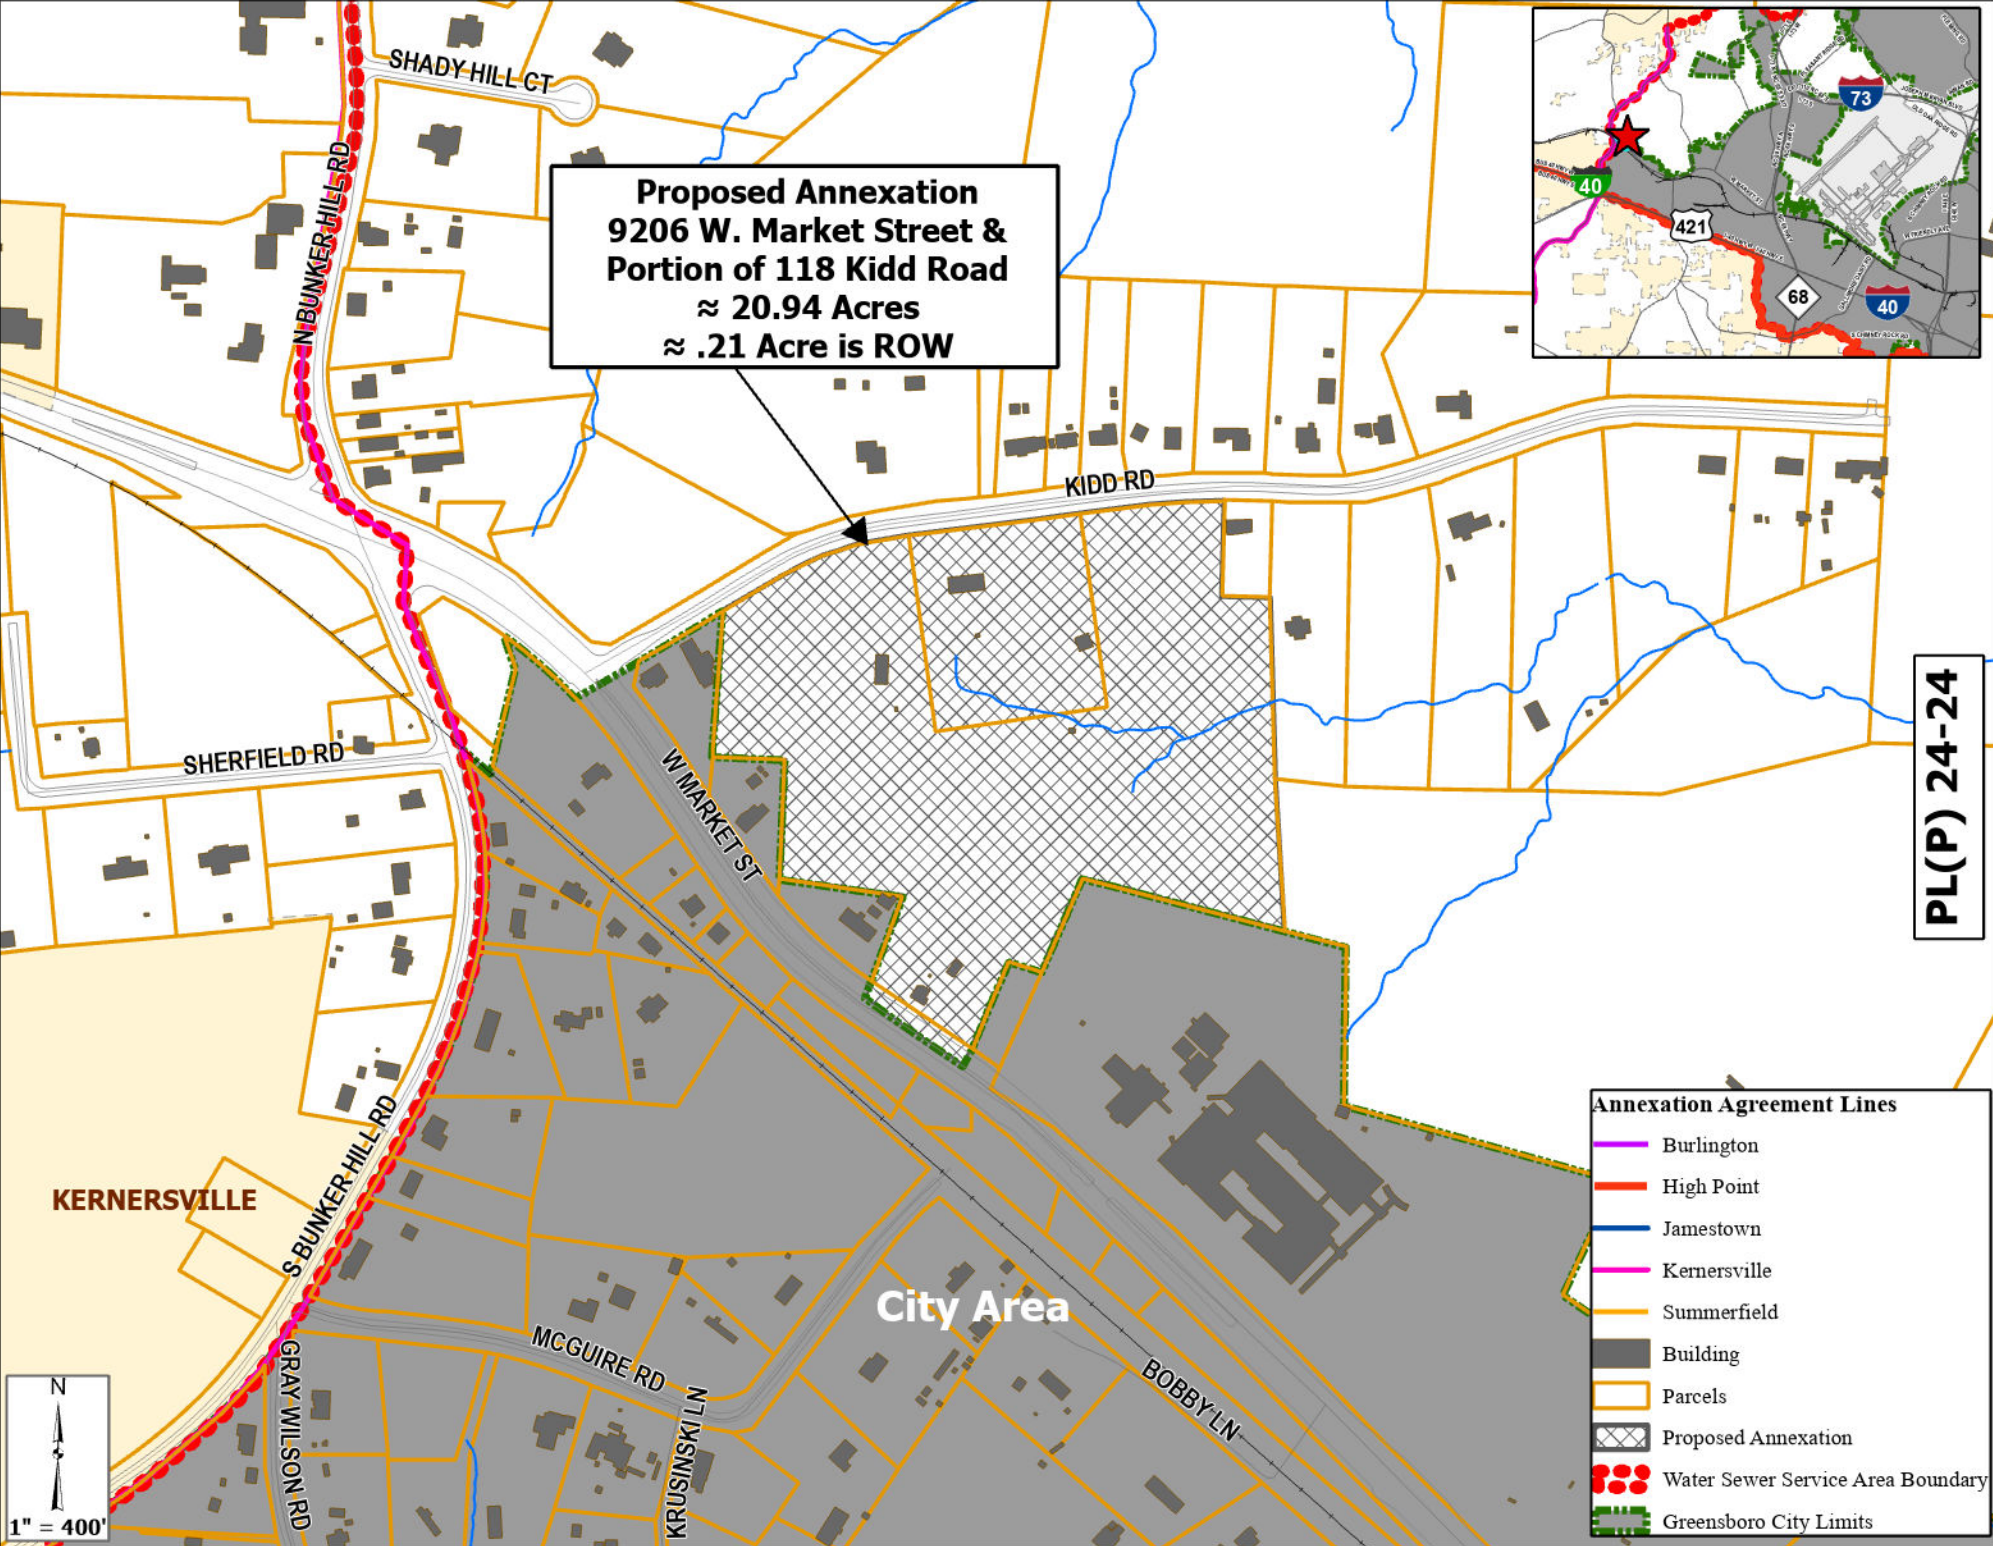 SHADY HILL CT
N BUNKER HILL RD
Proposed Annexation
9206 W. Market Street &
Portion of 118 Kidd Road
≈ 20.94 Acres
≈ .21 Acre is ROW
73
40
421
68
40
KIDD RD
SHERFIELD RD
W MARKET ST
PL(P) 24-24
KERNERSVILLE
S BUNKER HILL RD
City Area
MCGUIRE RD
GRAY WILSON RD
KRUSINSKI LN
BOBBY LN
N
1" = 400'
Annexation Agreement Lines
Burlington
High Point
Jamestown
Kernersville
Summerfield
Building
Parcels
Proposed Annexation
Water Sewer Service Area Boundary
Greensboro City Limits